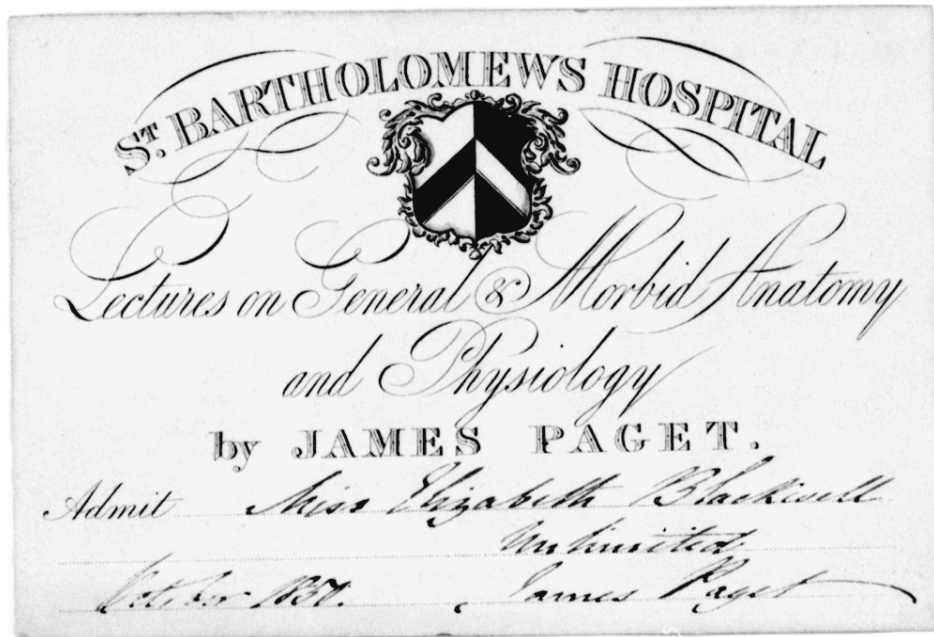 ST. BARTHOLOMEWS HOSPITAL
Lectures on General & Morbid Anatomy
and Physiology
by JAMES PAGET.
Admit Miss Elizabeth Blackwell
Unlimited
October 1850. James Paget